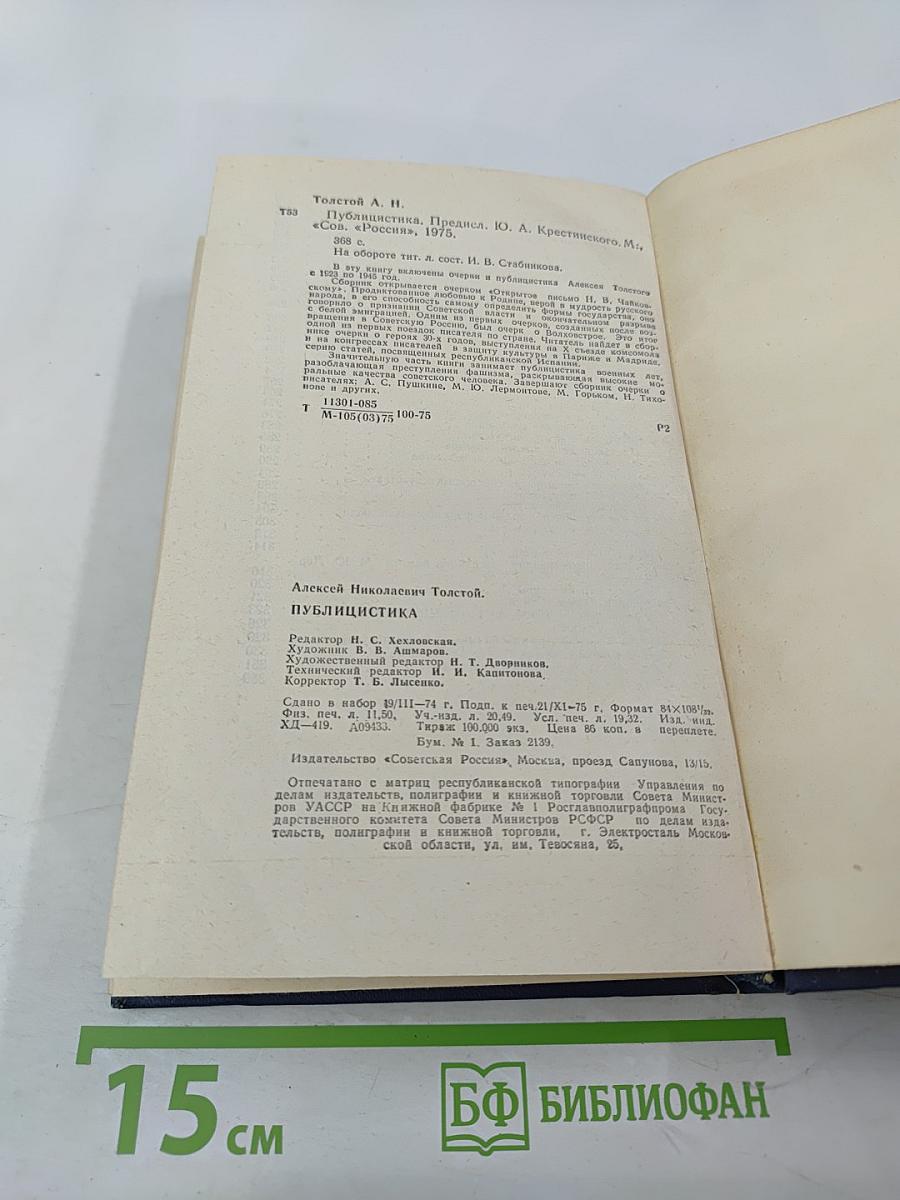 Толстой А. Н.
Т53 Публицистика. Предисл. Ю. А. Крестинского. М.,
«Сов. «Россия», 1975.
368 с.
На обороте тит. л. сост. И. В. Стабникова.
В эту книгу включены очерки и публицистика Алексея Толстого
с 1923 по 1945 год.
Сборник открывается очерком «Открытое письмо Н. В. Чайков-
скому». Продиктованное любовью к Родине, верой в мудрость русского
народа, в его способность самому определить формы государства, оно
говорило о признании Советской власти и окончательном разрыве
с белой эмиграцией. Одним из первых очерков, созданных после воз-
вращения в Советскую Россию, был очерк о Волховстрое. Это итог
одной из первых поездок писателя по стране. Читатель найдет в сбор-
нике очерки о героях 30-х годов, выступления на X съезде комсомола
и на конгрессах писателей в защиту культуры в Париже и Мадриде,
серию статей, посвященных республиканской Испании.
Значительную часть книги занимает публицистика военных лет,
разоблачающая преступления фашизма, раскрывающая высокие мо-
ральные качества советского человека. Завершают сборник очерки о
писателях: А. С. Пушкине, М. Ю. Лермонтове, М. Горьком, Н. Тихо-
нове и других.
Т 11301-085
М-105(03)75 100-75
Р2
Алексей Николаевич Толстой.
ПУБЛИЦИСТИКА
Редактор Н. С. Хехловская.
Художник В. В. Ашмаров.
Художественный редактор Н. Т. Дворников.
Технический редактор И. И. Капитонова.
Корректор Т. Б. Лысенко.
Сдано в набор 19/III—74 г. Подп. к печ.21/XI-75 г. Формат 84×108¹/₃₂.
Физ. печ. л. 11,50. Уч.-изд. л. 20,49. Усл. печ. л. 19,32. Изд. инд.
ХД—419. А09433. Тираж 100.000 экз. Цена 86 коп. в переплете.
Бум. № 1. Заказ 2139.
Издательство «Советская Россия». Москва, проезд Сапунова, 13/15.
Отпечатано с матриц республиканской типографии Управления по
делам издательств, полиграфии и книжной торговли Совета Минист-
ров УАССР на Книжной фабрике № 1 Росглавполиграфпрома Госу-
дарственного комитета Совета Министров РСФСР по делам изда-
тельств, полиграфии и книжной торговли, г. Электросталь Москов-
ской области, ул. им. Тевосяна, 25,
15 см
БФ БИБЛИОФАН